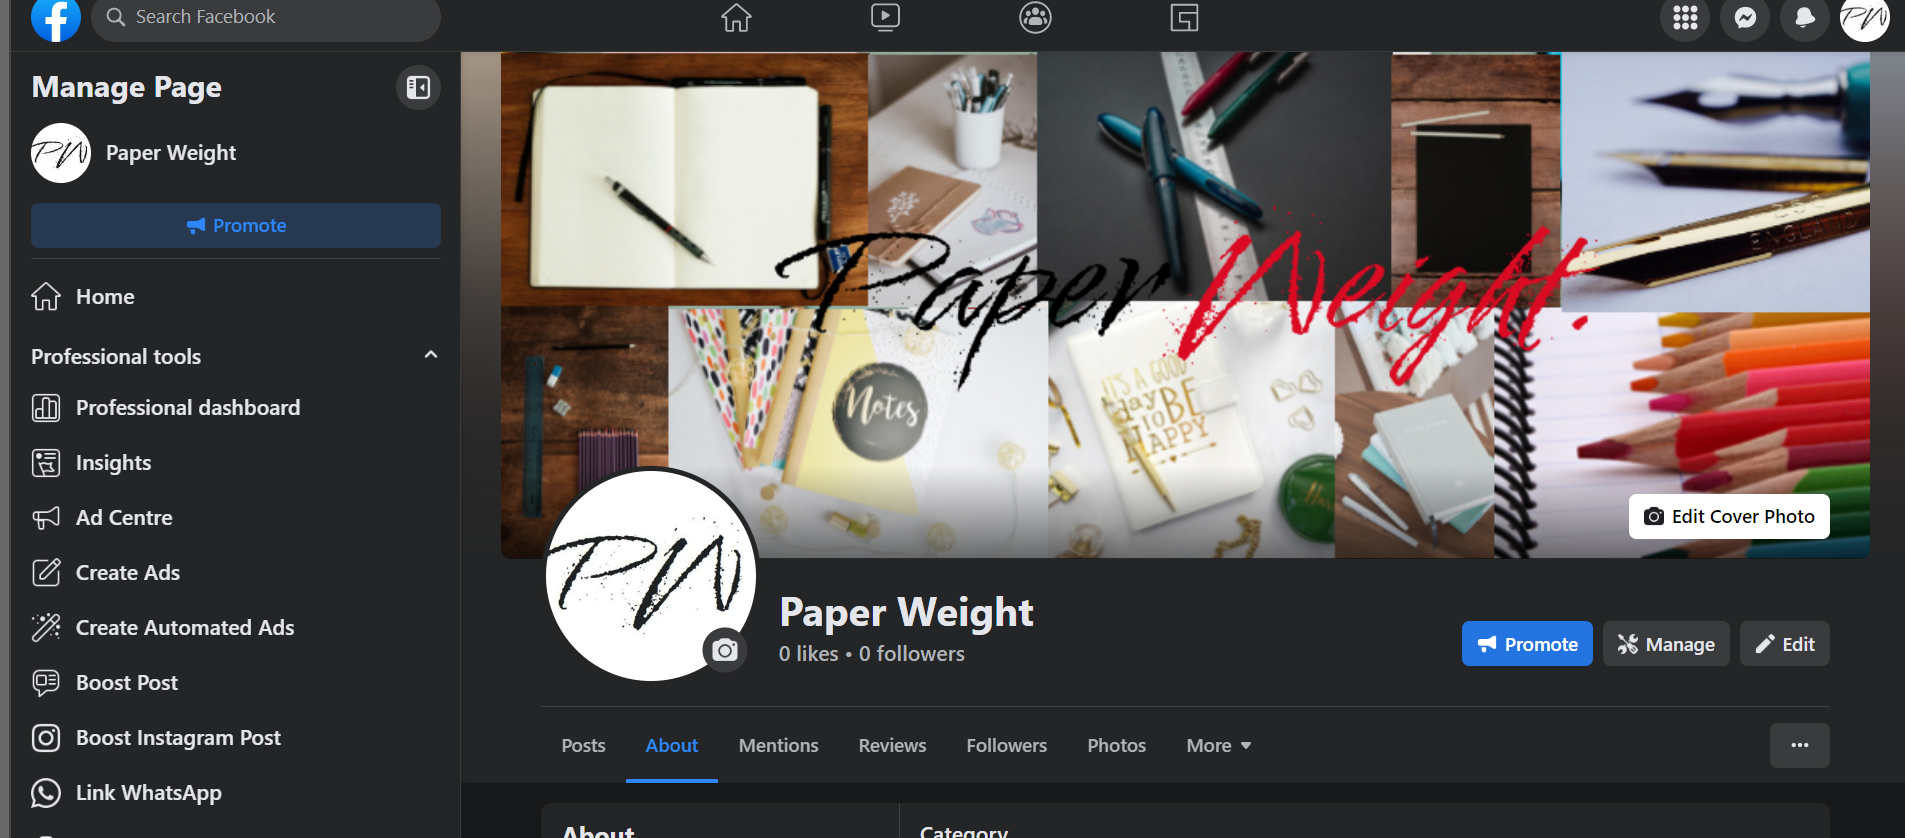 Search Facebook
Manage Page
PW
Paper Weight
Promote
Home
Professional tools
Professional dashboard
Insights
Ad Centre
Create Ads
Create Automated Ads
Boost Post
Boost Instagram Post
Link WhatsApp
PW
ENGLAND
Paper Weight.
Notes
IT'S A GOOD
day BE
TO
HAPPY
Edit Cover Photo
PW
Paper Weight
0 likes • 0 followers
Promote
Manage
Edit
Posts
About
Mentions
Reviews
Followers
Photos
More
About
Category